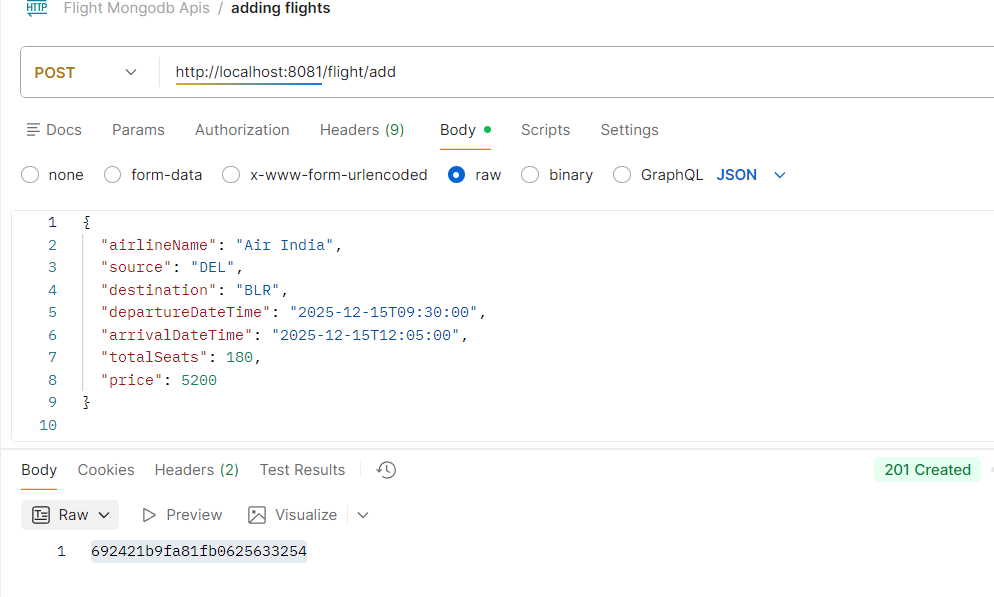 HTTP Flight Mongodb Apis / adding flights
POST http://localhost:8081/flight/add
Docs Params Authorization Headers (9) Body Scripts Settings
none form-data x-www-form-urlencoded raw binary GraphQL JSON
1 {
2 "airlineName": "Air India",
3 "source": "DEL",
4 "destination": "BLR",
5 "departureDateTime": "2025-12-15T09:30:00",
6 "arrivalDateTime": "2025-12-15T12:05:00",
7 "totalSeats": 180,
8 "price": 5200
9 }
10
Body Cookies Headers (2) Test Results 201 Created
Raw Preview Visualize
1 692421b9fa81fb0625633254